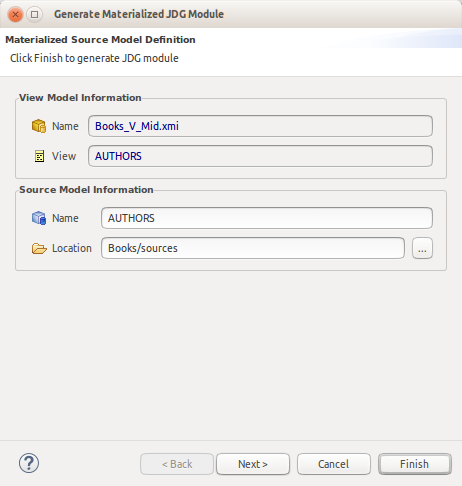 Generate Materialized JDG Module
Materialized Source Model Definition
Click Finish to generate JDG module
View Model Information
Name Books_V_Mid.xmi
View AUTHORS
Source Model Information
Name AUTHORS
Location Books/sources ...
? < Back Next > Cancel Finish